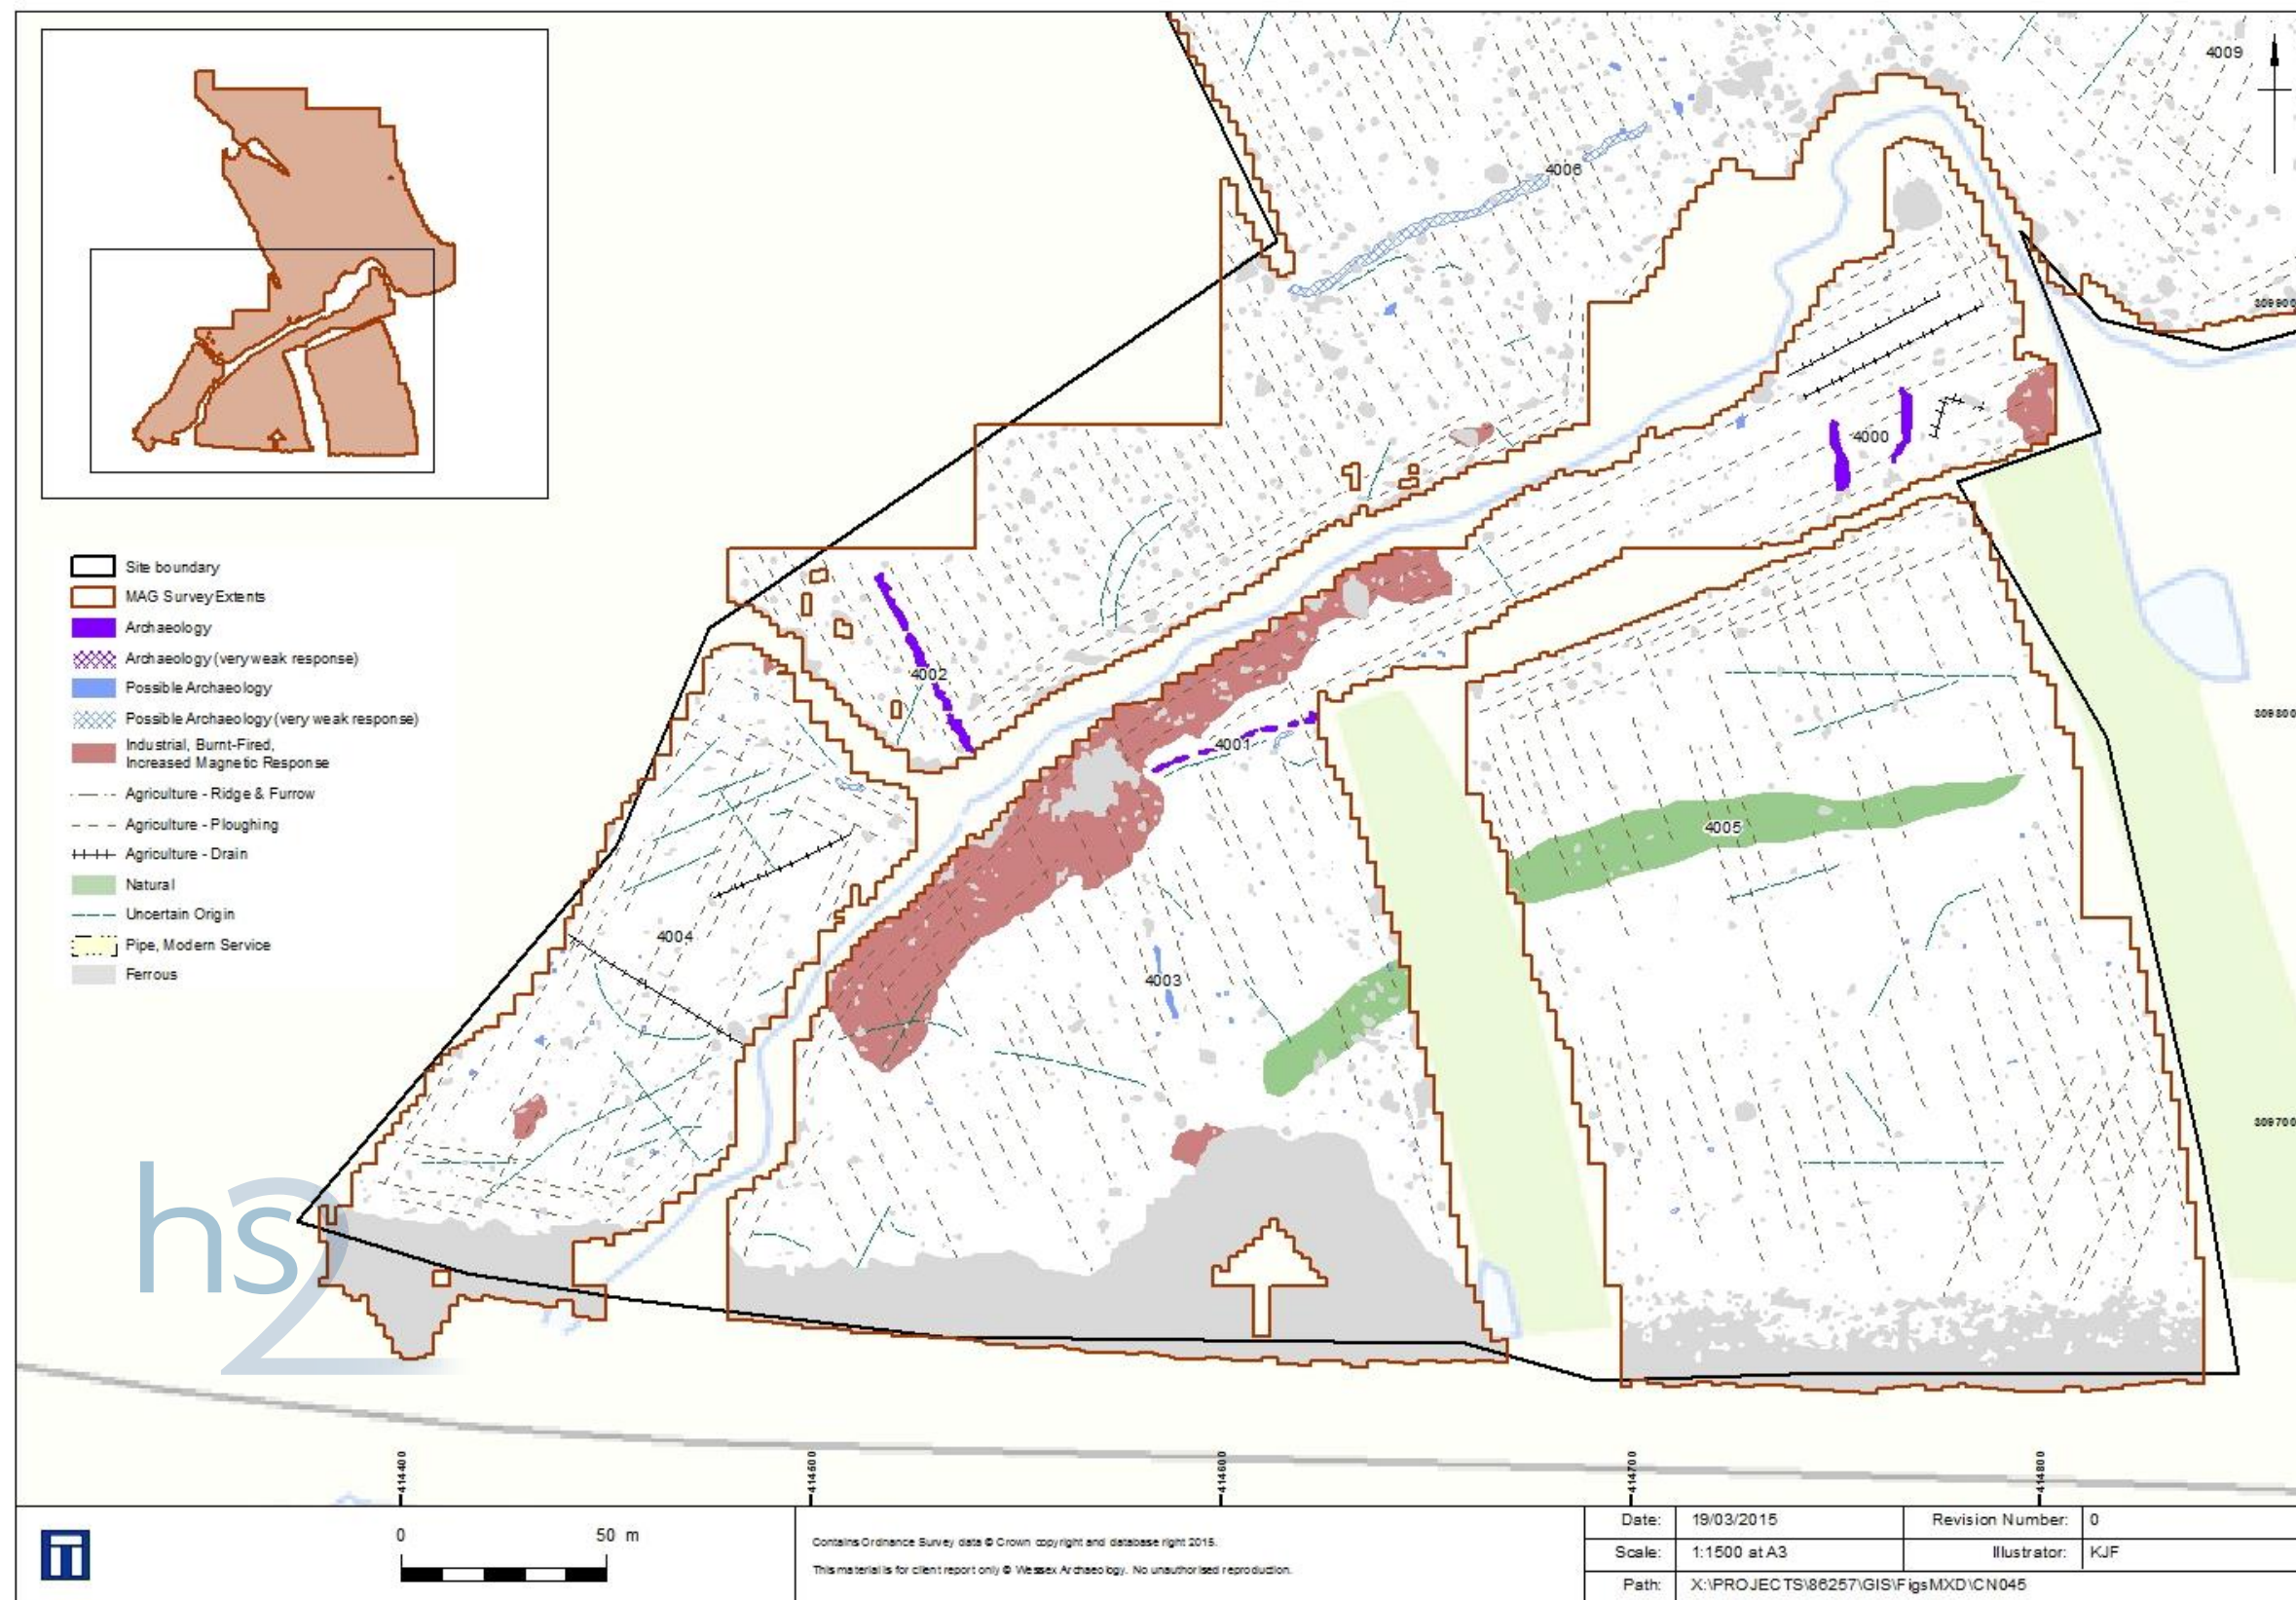 4009
4006
309900
4000
Site boundary
MAG Survey Extents
Archaeology
Archaeology (very weak response)
Possible Archaeology
Possible Archaeology (very weak response)
Industrial, Burnt-Fired,
Increased Magnetic Response
Agriculture - Ridge & Furrow
Agriculture - Ploughing
Agriculture - Drain
Natural
Uncertain Origin
Pipe, Modern Service
Ferrous
4002
4001
309800
4005
4004
4003
309700
hs2
414400
414500
414600
414700
414800
0 50 m
Contains Ordnance Survey data © Crown copyright and database right 2015.
This material is for client report only © Wessex Archaeology. No unauthorised reproduction.
Date: 19/03/2015 Revision Number: 0
Scale: 1:1500 at A3 Illustrator: KJF
Path: X:\PROJECTS\86257\GIS\FigsMXD\CN045